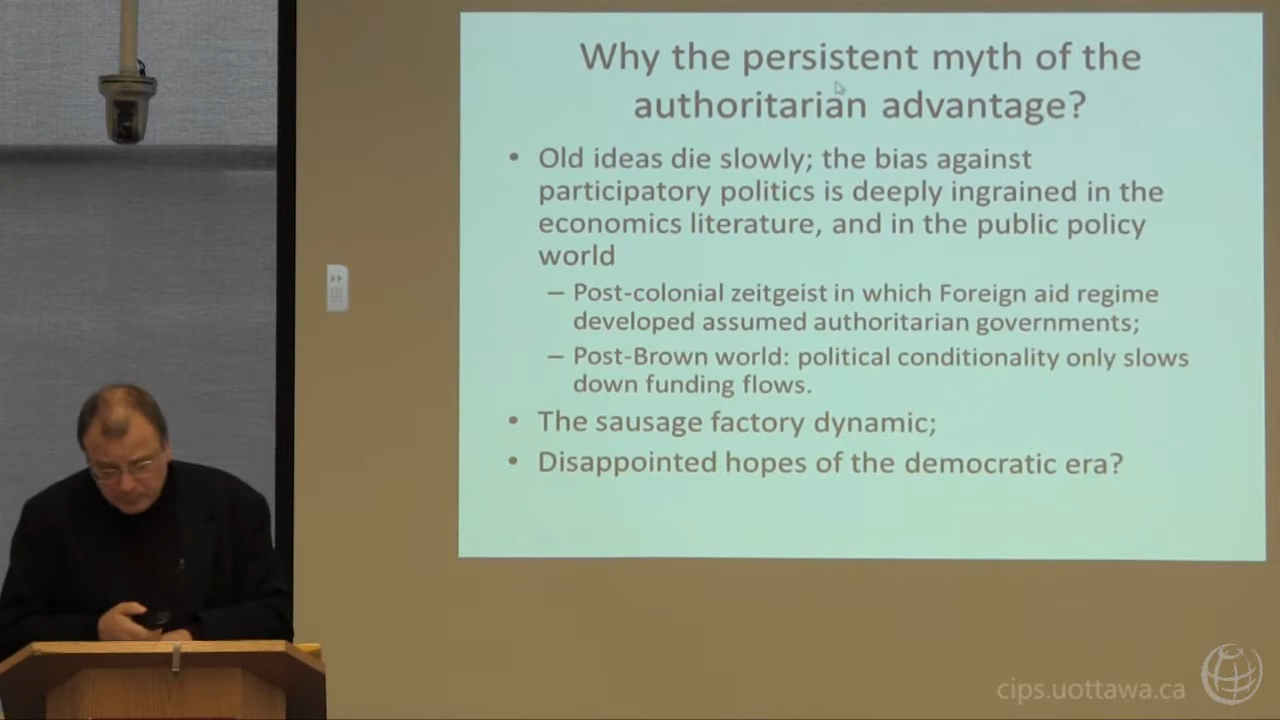 Why the persistent myth of the
authoritarian advantage?
• Old ideas die slowly; the bias against
participatory politics is deeply ingrained in the
economics literature, and in the public policy
world
– Post-colonial zeitgeist in which Foreign aid regime
developed assumed authoritarian governments;
– Post-Brown world: political conditionality only slows
down funding flows.
• The sausage factory dynamic;
• Disappointed hopes of the democratic era?
cips.uottawa.ca